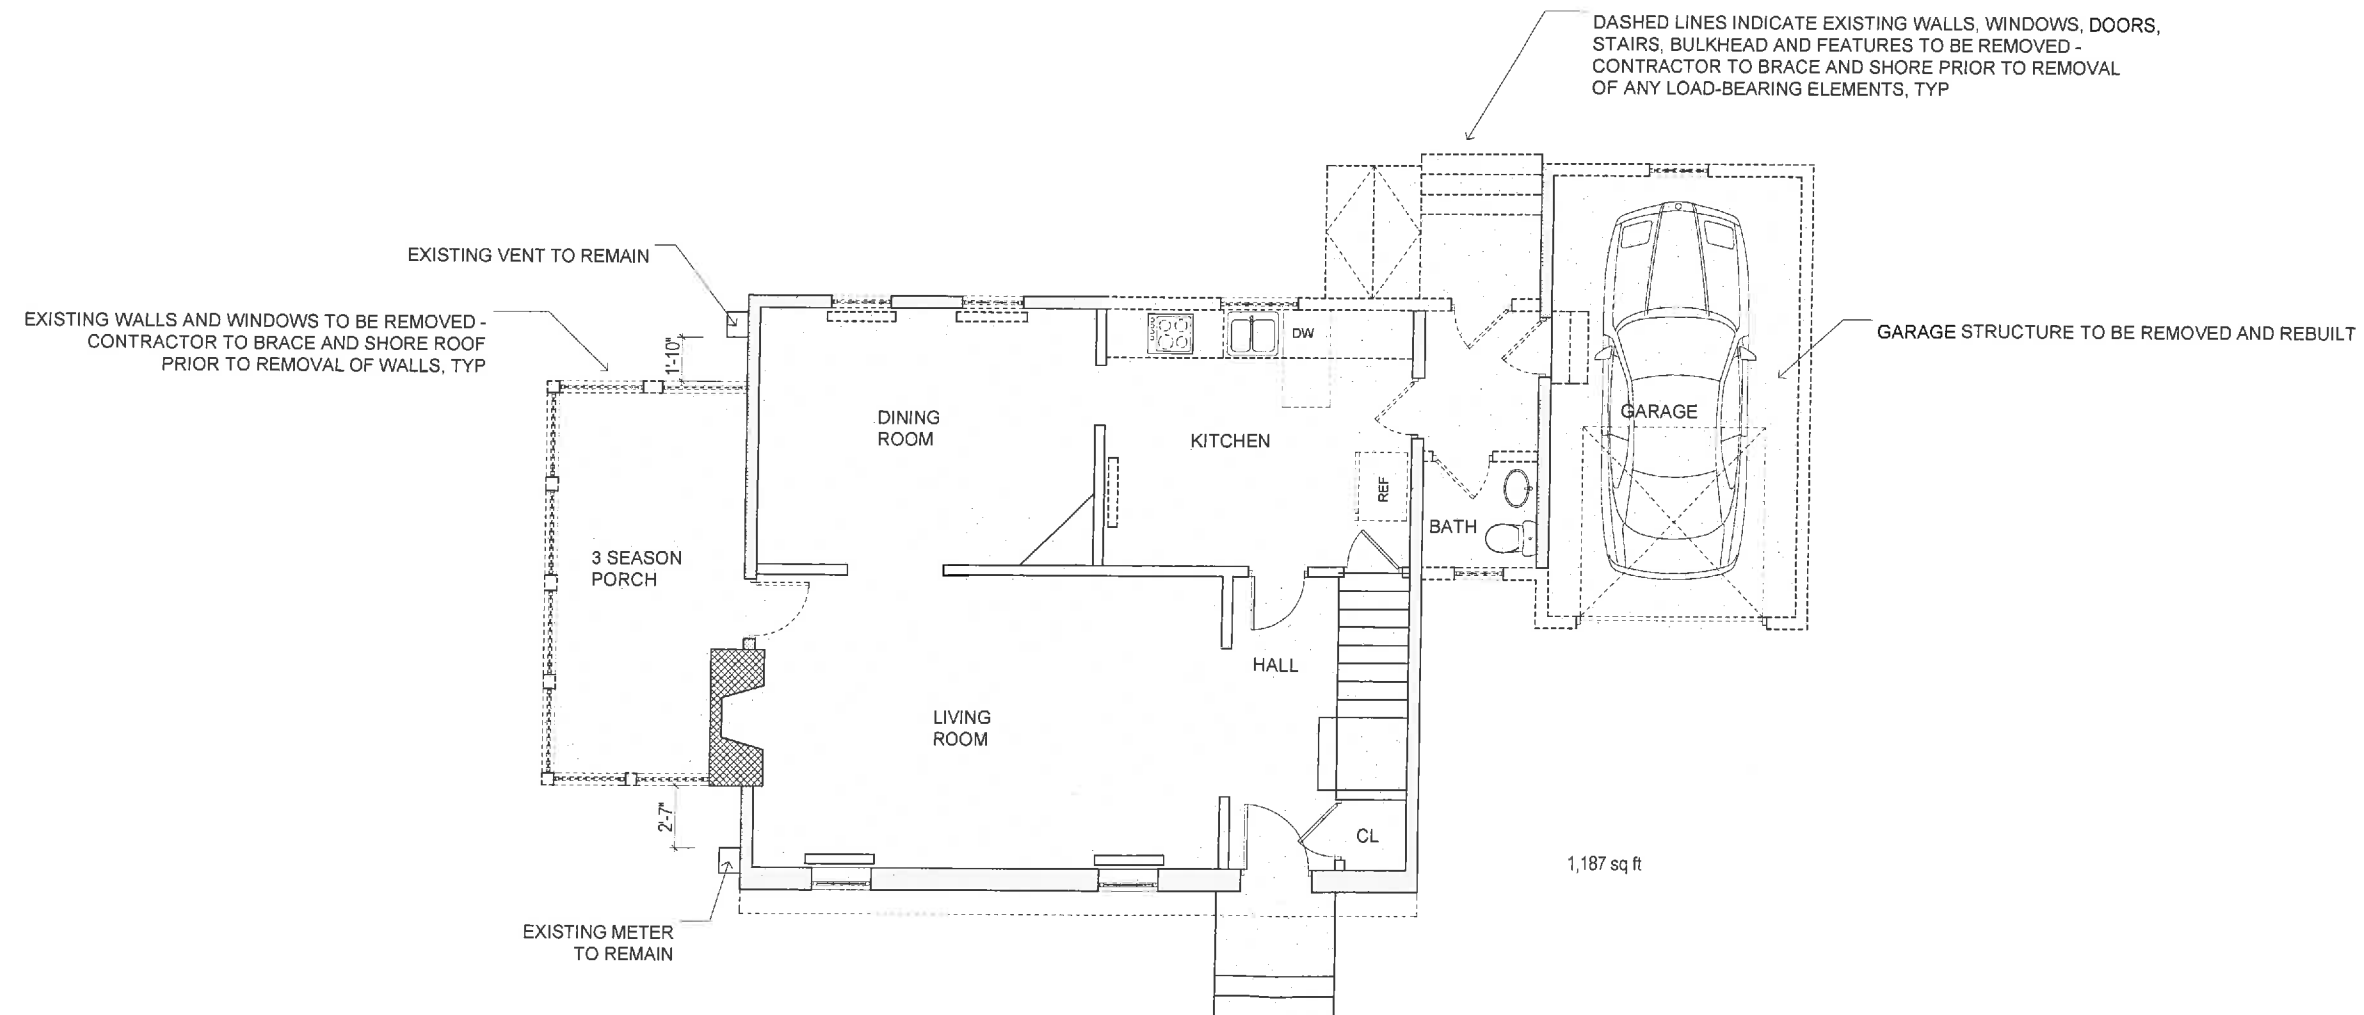 DASHED LINES INDICATE EXISTING WALLS, WINDOWS, DOORS,
STAIRS, BULKHEAD AND FEATURES TO BE REMOVED -
CONTRACTOR TO BRACE AND SHORE PRIOR TO REMOVAL
OF ANY LOAD-BEARING ELEMENTS, TYP
EXISTING VENT TO REMAIN
EXISTING WALLS AND WINDOWS TO BE REMOVED -
CONTRACTOR TO BRACE AND SHORE ROOF
PRIOR TO REMOVAL OF WALLS, TYP
1'-10"
DW
GARAGE STRUCTURE TO BE REMOVED AND REBUILT
DINING
ROOM
KITCHEN
GARAGE
REF
BATH
3 SEASON
PORCH
HALL
LIVING
ROOM
2'-7"
CL
1,187 sq ft
EXISTING METER
TO REMAIN